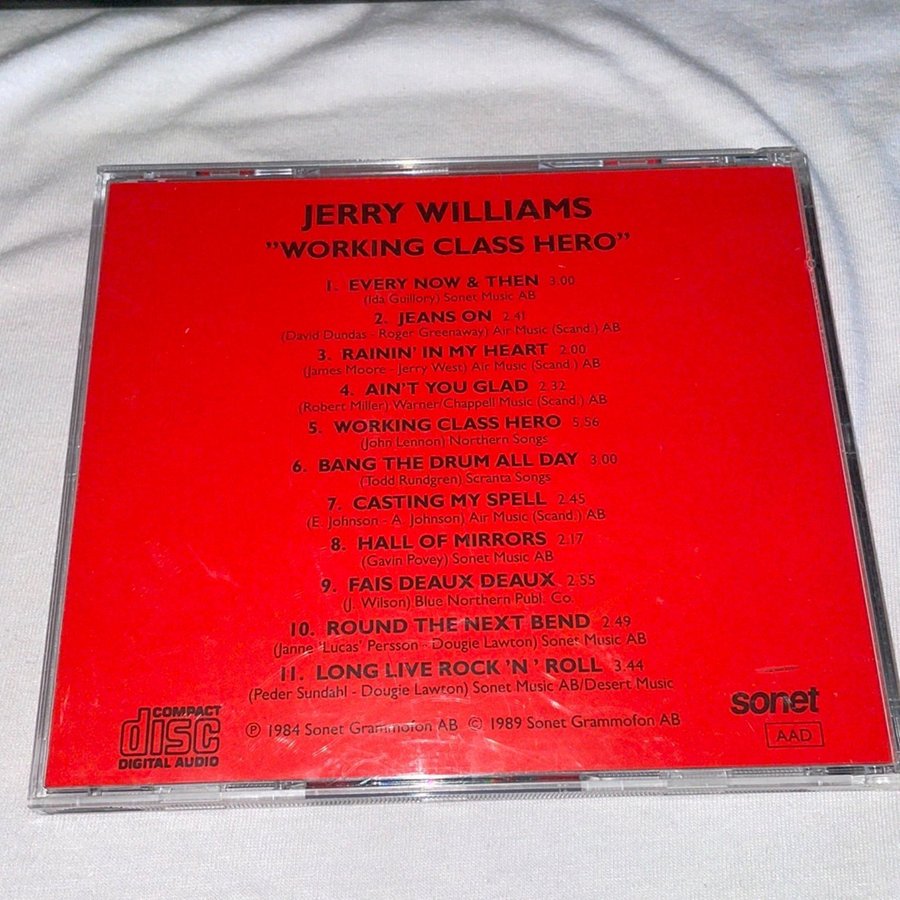 JERRY WILLIAMS
”WORKING CLASS HERO”
1. EVERY NOW & THEN 3.00
(Ida Guillory) Sonet Music AB
2. JEANS ON 2.41
(David Dundas - Roger Greenaway) Air Music (Scand.) AB
3. RAININ' IN MY HEART 2.00
(James Moore - Jerry West) Air Music (Scand.) AB
4. AIN'T YOU GLAD 2.32
(Robert Miller) Warner/Chappell Music (Scand.) AB
5. WORKING CLASS HERO 5.56
(John Lennon) Northern Songs
6. BANG THE DRUM ALL DAY 3.00
(Todd Rundgren) Scranta Songs
7. CASTING MY SPELL 2.45
(E. Johnson - A. Johnson) Air Music (Scand.) AB
8. HALL OF MIRRORS 2.17
(Gavin Povey) Sonet Music AB
9. FAIS DEAUX DEAUX 2.55
(J. Wilson) Blue Northern Publ. Co.
10. ROUND THE NEXT BEND 2.49
(Janne 'Lucas' Persson - Dougie Lawton) Sonet Music AB
11. LONG LIVE ROCK 'N' ROLL 3.44
(Peder Sundahl - Dougie Lawton) Sonet Music AB/Desert Music
COMPACT
disc
DIGITAL AUDIO
℗ 1984 Sonet Grammofon AB © 1989 Sonet Grammofon AB
sonet
AAD